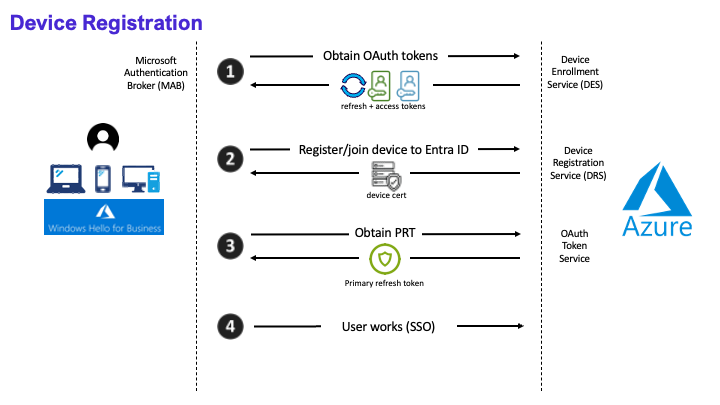 Device Registration
Microsoft
Authentication
Broker (MAB)
1
Obtain OAuth tokens
refresh + access tokens
Device
Enrollment
Service (DES)
2
Register/join device to Entra ID
device cert
Device
Registration
Service (DRS)
Windows Hello for Business
Azure
3
Obtain PRT
Primary refresh token
OAuth
Token
Service
4
User works (SSO)